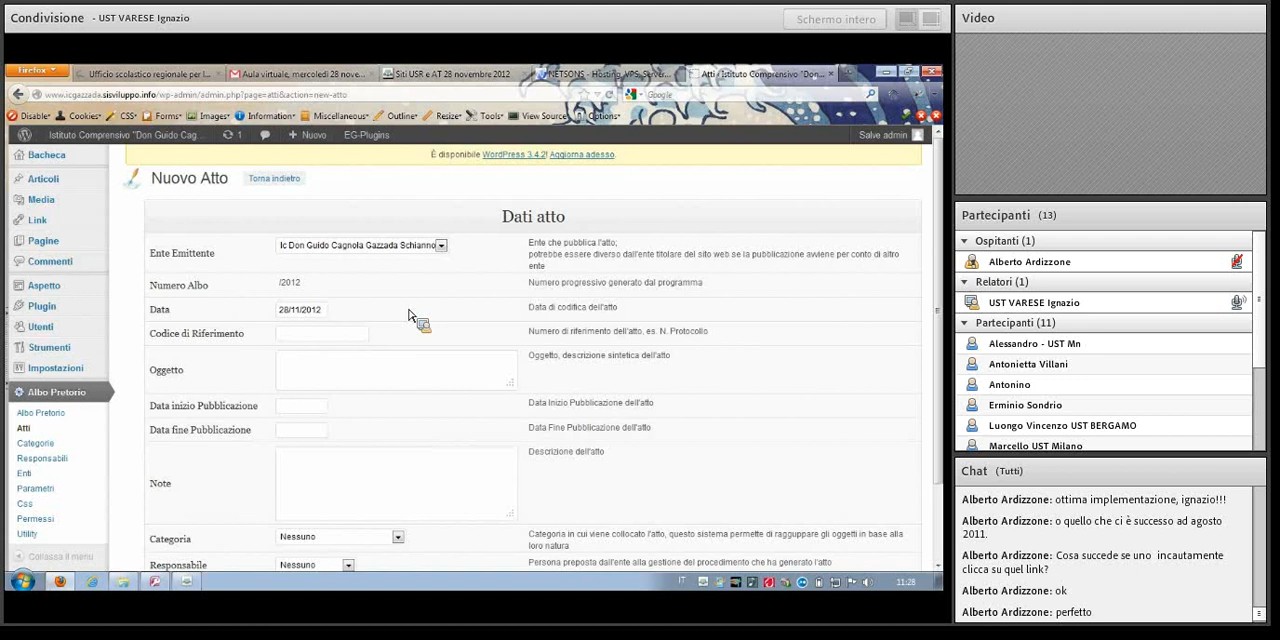 Condivisione - UST VARESE Ignazio
Schermo intero
Firefox
Ufficio scolastico regionale per l...
Aula virtuale, mercoledì 28 nove...
Siti USR e AT 28 novembre 2012
NETSONS - Hosting, VPS, Server...
Atti ‹ Istituto Comprensivo "Don...
www.icgazzada.sisviluppo.info/wp-admin/admin.php?page=atti&action=new-atto
Google
Disable Cookies CSS Forms Images Information Miscellaneous Outline Resize Tools View Source Options
Istituto Comprensivo "Don Guido Cag... 1 Nuovo EG-Plugins Salve admin
È disponibile WordPress 3.4.2! Aggiorna adesso.
Bacheca
Articoli
Media
Link
Pagine
Commenti
Aspetto
Plugin
Utenti
Strumenti
Impostazioni
Albo Pretorio
Albo Pretorio
Atti
Categorie
Responsabili
Enti
Parametri
Css
Permessi
Utility
Collassa il menu
Nuovo Atto Torna indietro
Dati atto
Ente Emittente
Ic Don Guido Cagnola Gazzada Schianno
Ente che pubblica l'atto;
potrebbe essere diverso dall'ente titolare del sito web se la pubblicazione avviene per conto di altro
ente
Numero Albo /2012 Numero progressivo generato dal programma
Data 28/11/2012 Data di codifica dell'atto
Codice di Riferimento Numero di riferimento dell'atto, es. N. Protocollo
Oggetto Oggetto, descrizione sintetica dell'atto
Data inizio Pubblicazione Data Inizio Pubblicazione dell'atto
Data fine Pubblicazione Data Fine Pubblicazione dell'atto
Note Descrizione dell'atto
Categoria Nessuno Categoria in cui viene collocato l'atto, questo sistema permette di ragguppare gli oggetti in base alla
loro natura
Responsabile Nessuno Persona preposta dall'ente alla gestione del procedimento che ha generato l'atto
IT
11:28
Video
Partecipanti (13)
Ospitanti (1)
Alberto Ardizzone
Relatori (1)
UST VARESE Ignazio
Partecipanti (11)
Alessandro - UST Mn
Antonietta Villani
Antonino
Erminio Sondrio
Luongo Vincenzo UST BERGAMO
Marcello UST Milano
Chat (Tutti)
Alberto Ardizzone: ottima implementazione, ignazio!!!
Alberto Ardizzone: o quello che ci è successo ad agosto
2011.
Alberto Ardizzone: Cosa succede se uno incautamente
clicca su quel link?
Alberto Ardizzone: ok
Alberto Ardizzone: perfetto